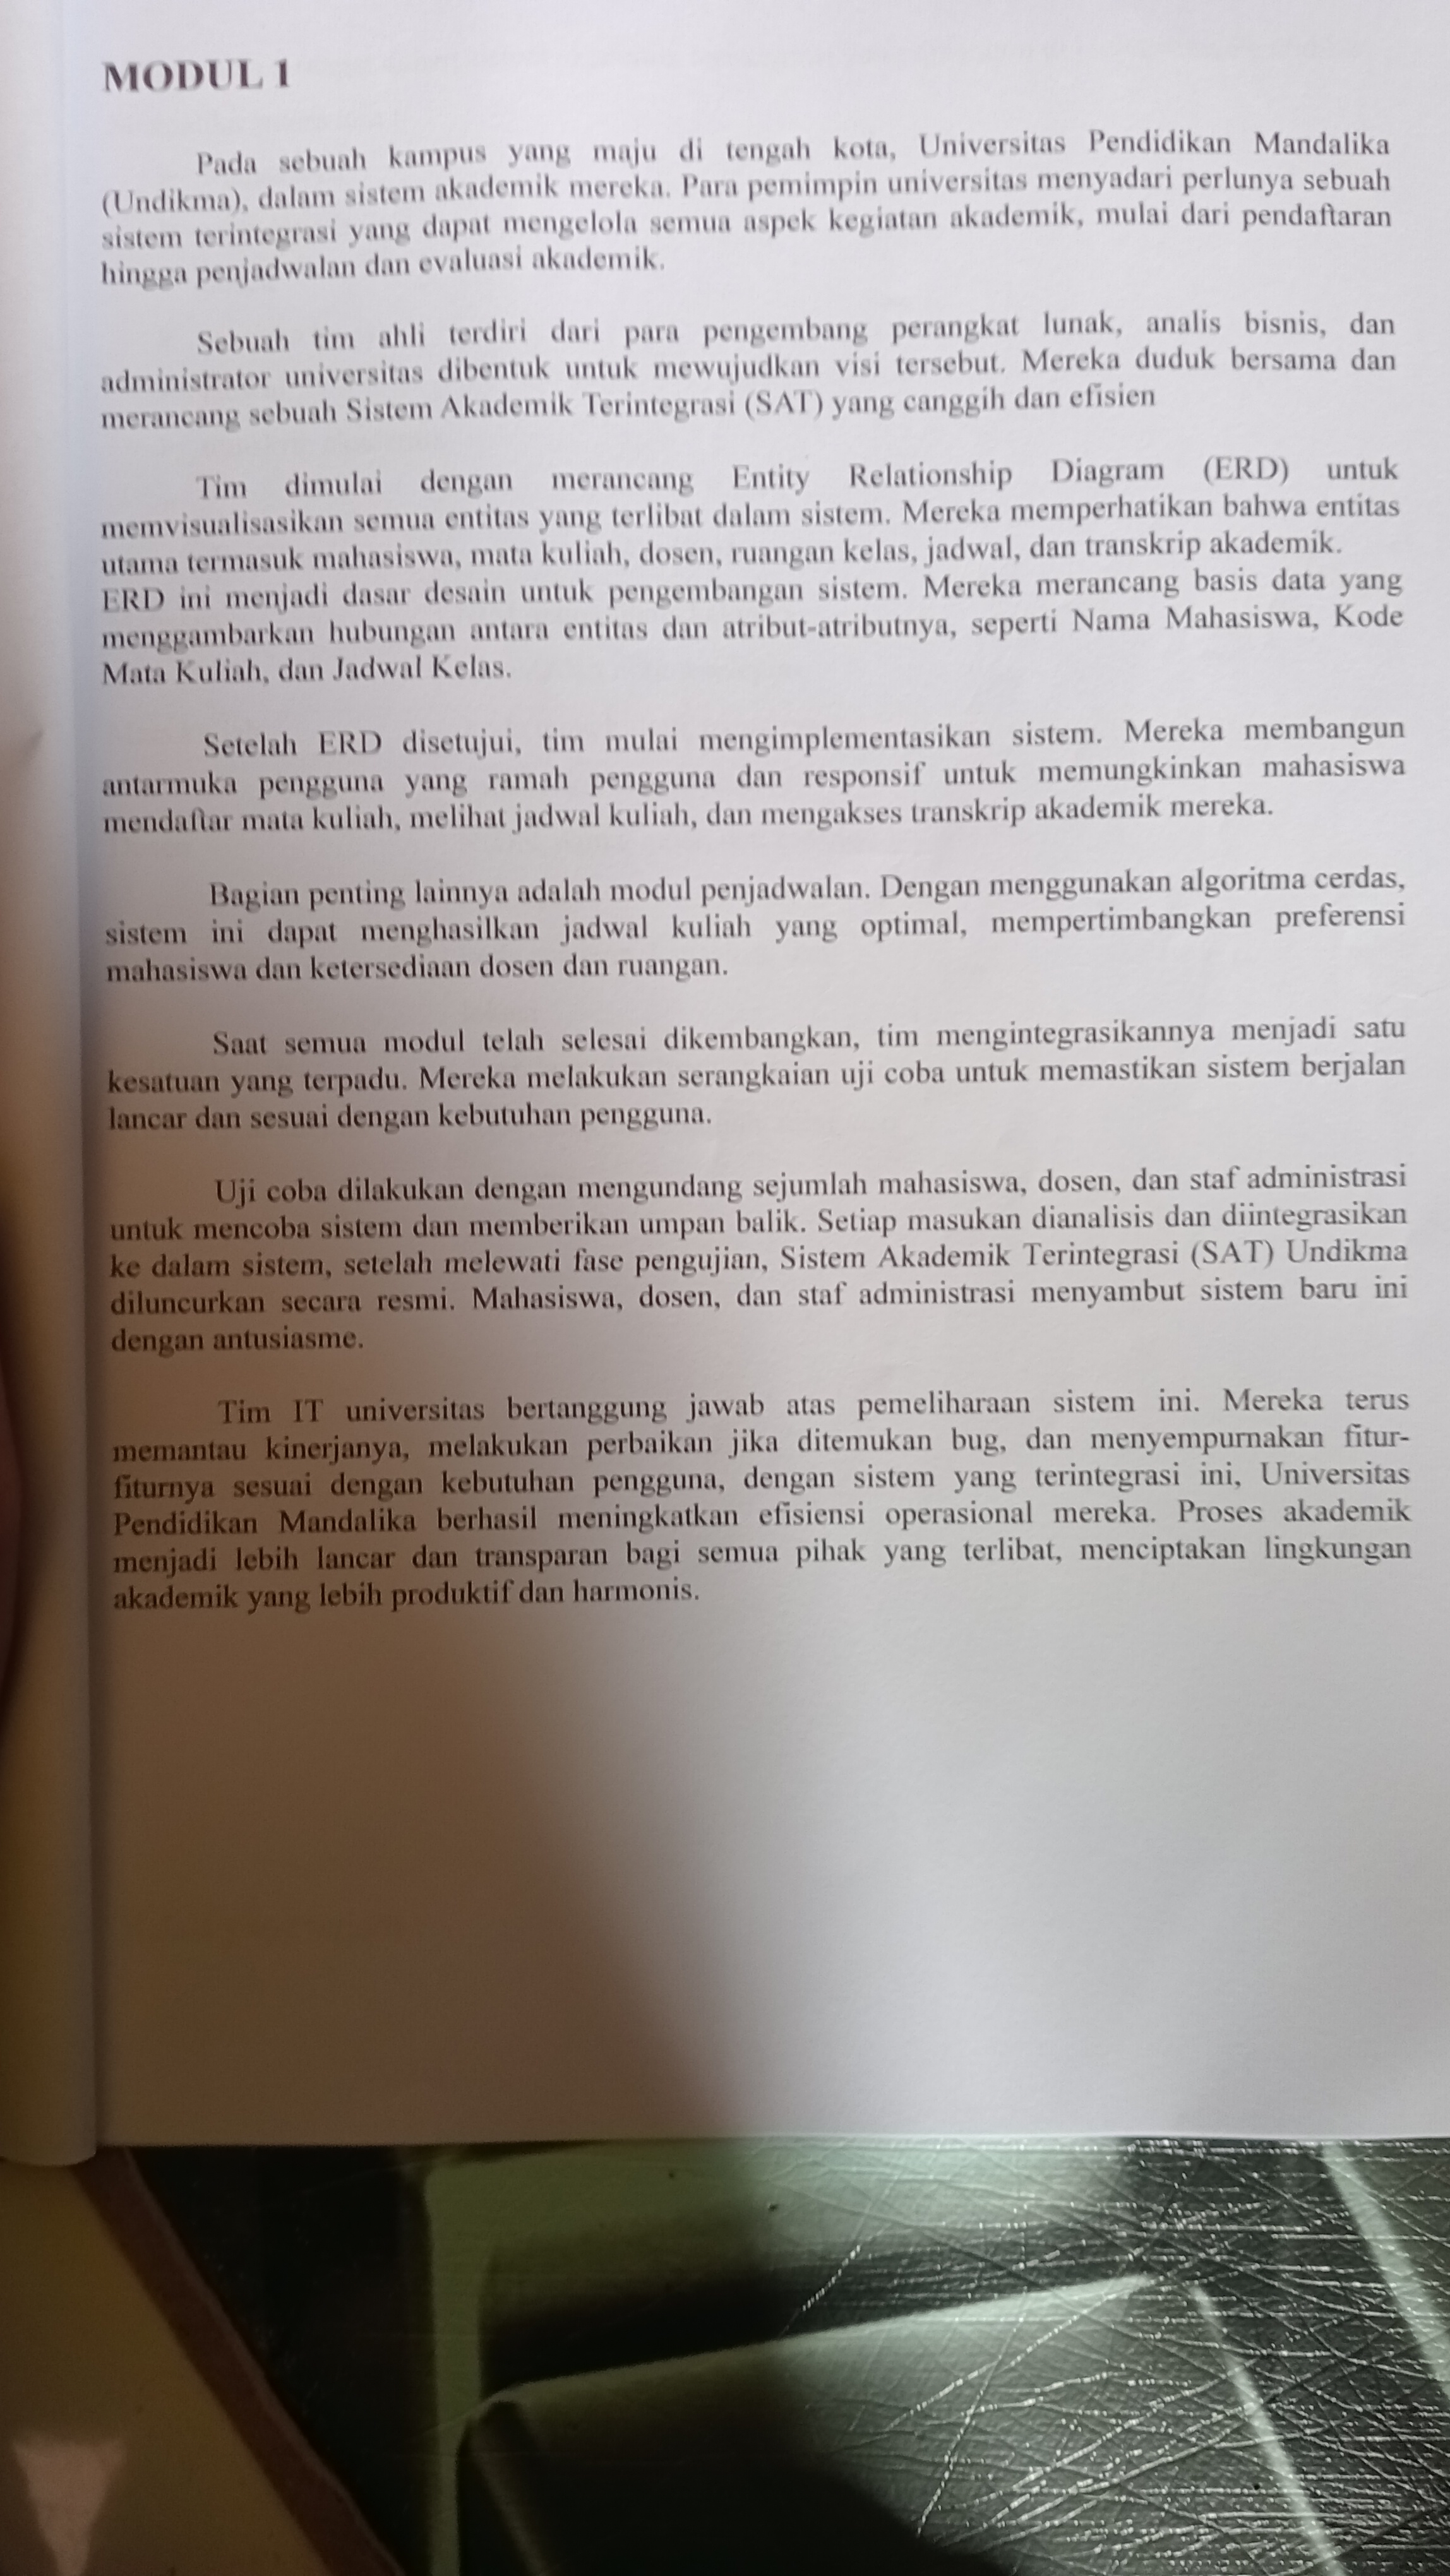 MODUL 1
Pada sebuah kampus yang maju di tengah kota, Universitas Pendidikan Mandalika
(Undikma), dalam sistem akademik mereka. Para pemimpin universitas menyadari perlunya sebuah
sistem terintegrasi yang dapat mengelola semua aspek kegiatan akademik, mulai dari pendaftaran
hingga penjadwalan dan evaluasi akademik.
Sebuah tim ahli terdiri dari para pengembang perangkat lunak, analis bisnis, dan
administrator universitas dibentuk untuk mewujudkan visi tersebut. Mereka duduk bersama dan
merancang sebuah Sistem Akademik Terintegrasi (SAT) yang canggih dan efisien
Tim dimulai dengan merancang Entity Relationship Diagram (ERD) untuk
memvisualisasikan semua entitas yang terlibat dalam sistem. Mereka memperhatikan bahwa entitas
utama termasuk mahasiswa, mata kuliah, dosen, ruangan kelas, jadwal, dan transkrip akademik.
ERD ini menjadi dasar desain untuk pengembangan sistem. Mereka merancang basis data yang
menggambarkan hubungan antara entitas dan atribut-atributnya, seperti Nama Mahasiswa, Kode
Mata Kuliah, dan Jadwal Kelas.
Setelah ERD disetujui, tim mulai mengimplementasikan sistem. Mereka membangun
antarmuka pengguna yang ramah pengguna dan responsif untuk memungkinkan mahasiswa
mendaftar mata kuliah, melihat jadwal kuliah, dan mengakses transkrip akademik mereka.
Bagian penting lainnya adalah modul penjadwalan. Dengan menggunakan algoritma cerdas,
sistem ini dapat menghasilkan jadwal kuliah yang optimal, mempertimbangkan preferensi
mahasiswa dan ketersediaan dosen dan ruangan.
Saat semua modul telah selesai dikembangkan, tim mengintegrasikannya menjadi satu
kesatuan yang terpadu. Mereka melakukan serangkaian uji coba untuk memastikan sistem berjalan
lancar dan sesuai dengan kebutuhan pengguna.
Uji coba dilakukan dengan mengundang sejumlah mahasiswa, dosen, dan staf administrasi
untuk mencoba sistem dan memberikan umpan balik. Setiap masukan dianalisis dan diintegrasikan
ke dalam sistem, setelah melewati fase pengujian, Sistem Akademik Terintegrasi (SAT) Undikma
diluncurkan secara resmi. Mahasiswa, dosen, dan staf administrasi menyambut sistem baru ini
dengan antusiasme.
Tim IT universitas bertanggung jawab atas pemeliharaan sistem ini. Mereka terus
memantau kinerjanya, melakukan perbaikan jika ditemukan bug, dan menyempurnakan fitur-
fiturnya sesuai dengan kebutuhan pengguna, dengan sistem yang terintegrasi ini, Universitas
Pendidikan Mandalika berhasil meningkatkan efisiensi operasional mereka. Proses akademik
menjadi lebih lancar dan transparan bagi semua pihak yang terlibat, menciptakan lingkungan
akademik yang lebih produktif dan harmonis.